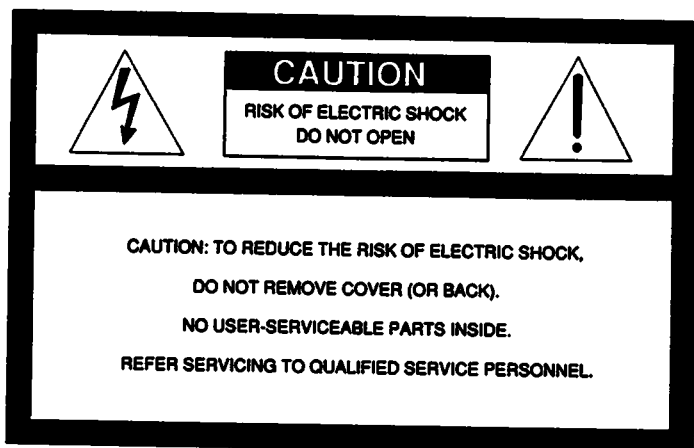 CAUTION
RISK OF ELECTRIC SHOCK
DO NOT OPEN
CAUTION: TO REDUCE THE RISK OF ELECTRIC SHOCK,
DO NOT REMOVE COVER (OR BACK).
NO USER-SERVICEABLE PARTS INSIDE.
REFER SERVICING TO QUALIFIED SERVICE PERSONNEL.